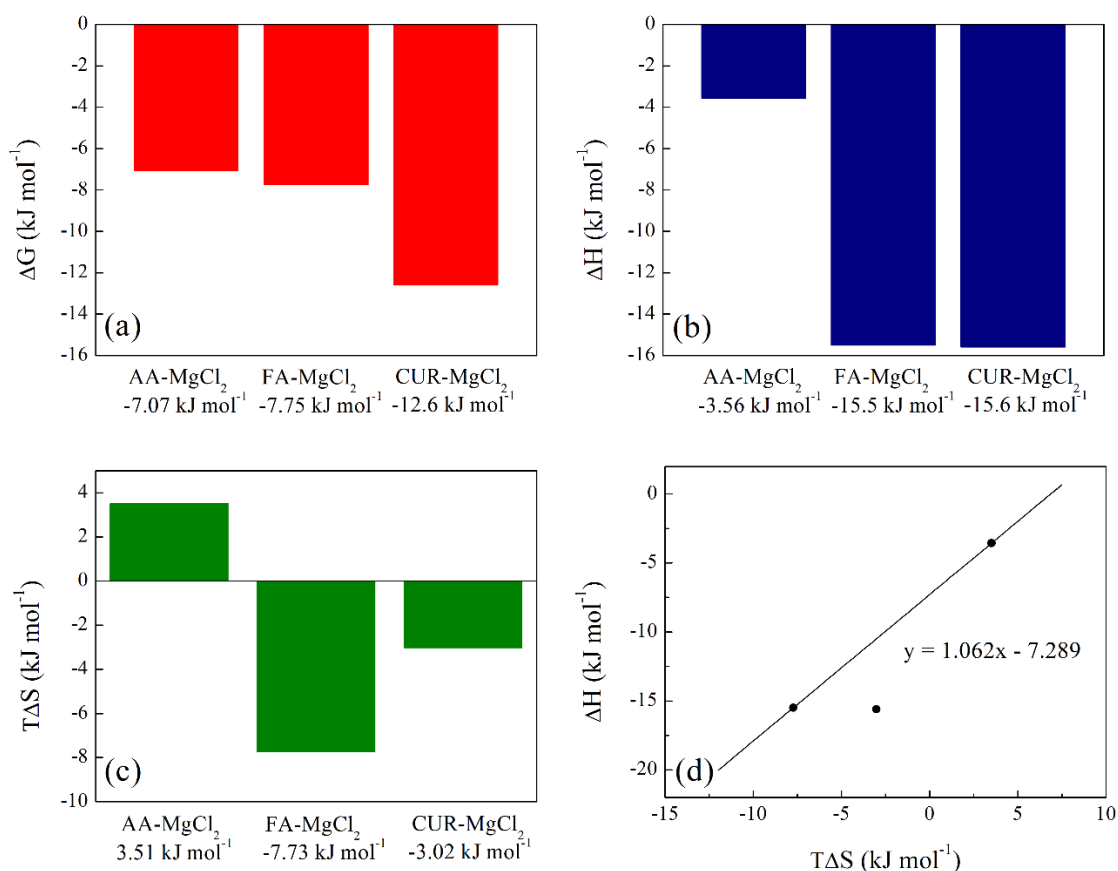 0
-2
-4
-6
-8
-10
-12
-14
-16
ΔG (kJ mol⁻¹)
(a)
AA-MgCl₂ FA-MgCl₂ CUR-MgCl₂
-7.07 kJ mol⁻¹ -7.75 kJ mol⁻¹ -12.6 kJ mol⁻¹
0
-2
-4
-6
-8
-10
-12
-14
-16
ΔH (kJ mol⁻¹)
(b)
AA-MgCl₂ FA-MgCl₂ CUR-MgCl₂
-3.56 kJ mol⁻¹ -15.5 kJ mol⁻¹ -15.6 kJ mol⁻¹
4
2
0
-2
-4
-6
-8
-10
TΔS (kJ mol⁻¹)
(c)
AA-MgCl₂ FA-MgCl₂ CUR-MgCl₂
3.51 kJ mol⁻¹ -7.73 kJ mol⁻¹ -3.02 kJ mol⁻¹
0
-5
-10
-15
-20
ΔH (kJ mol⁻¹)
y = 1.062x - 7.289
(d)
-15 -10 -5 0 5 10
TΔS (kJ mol⁻¹)